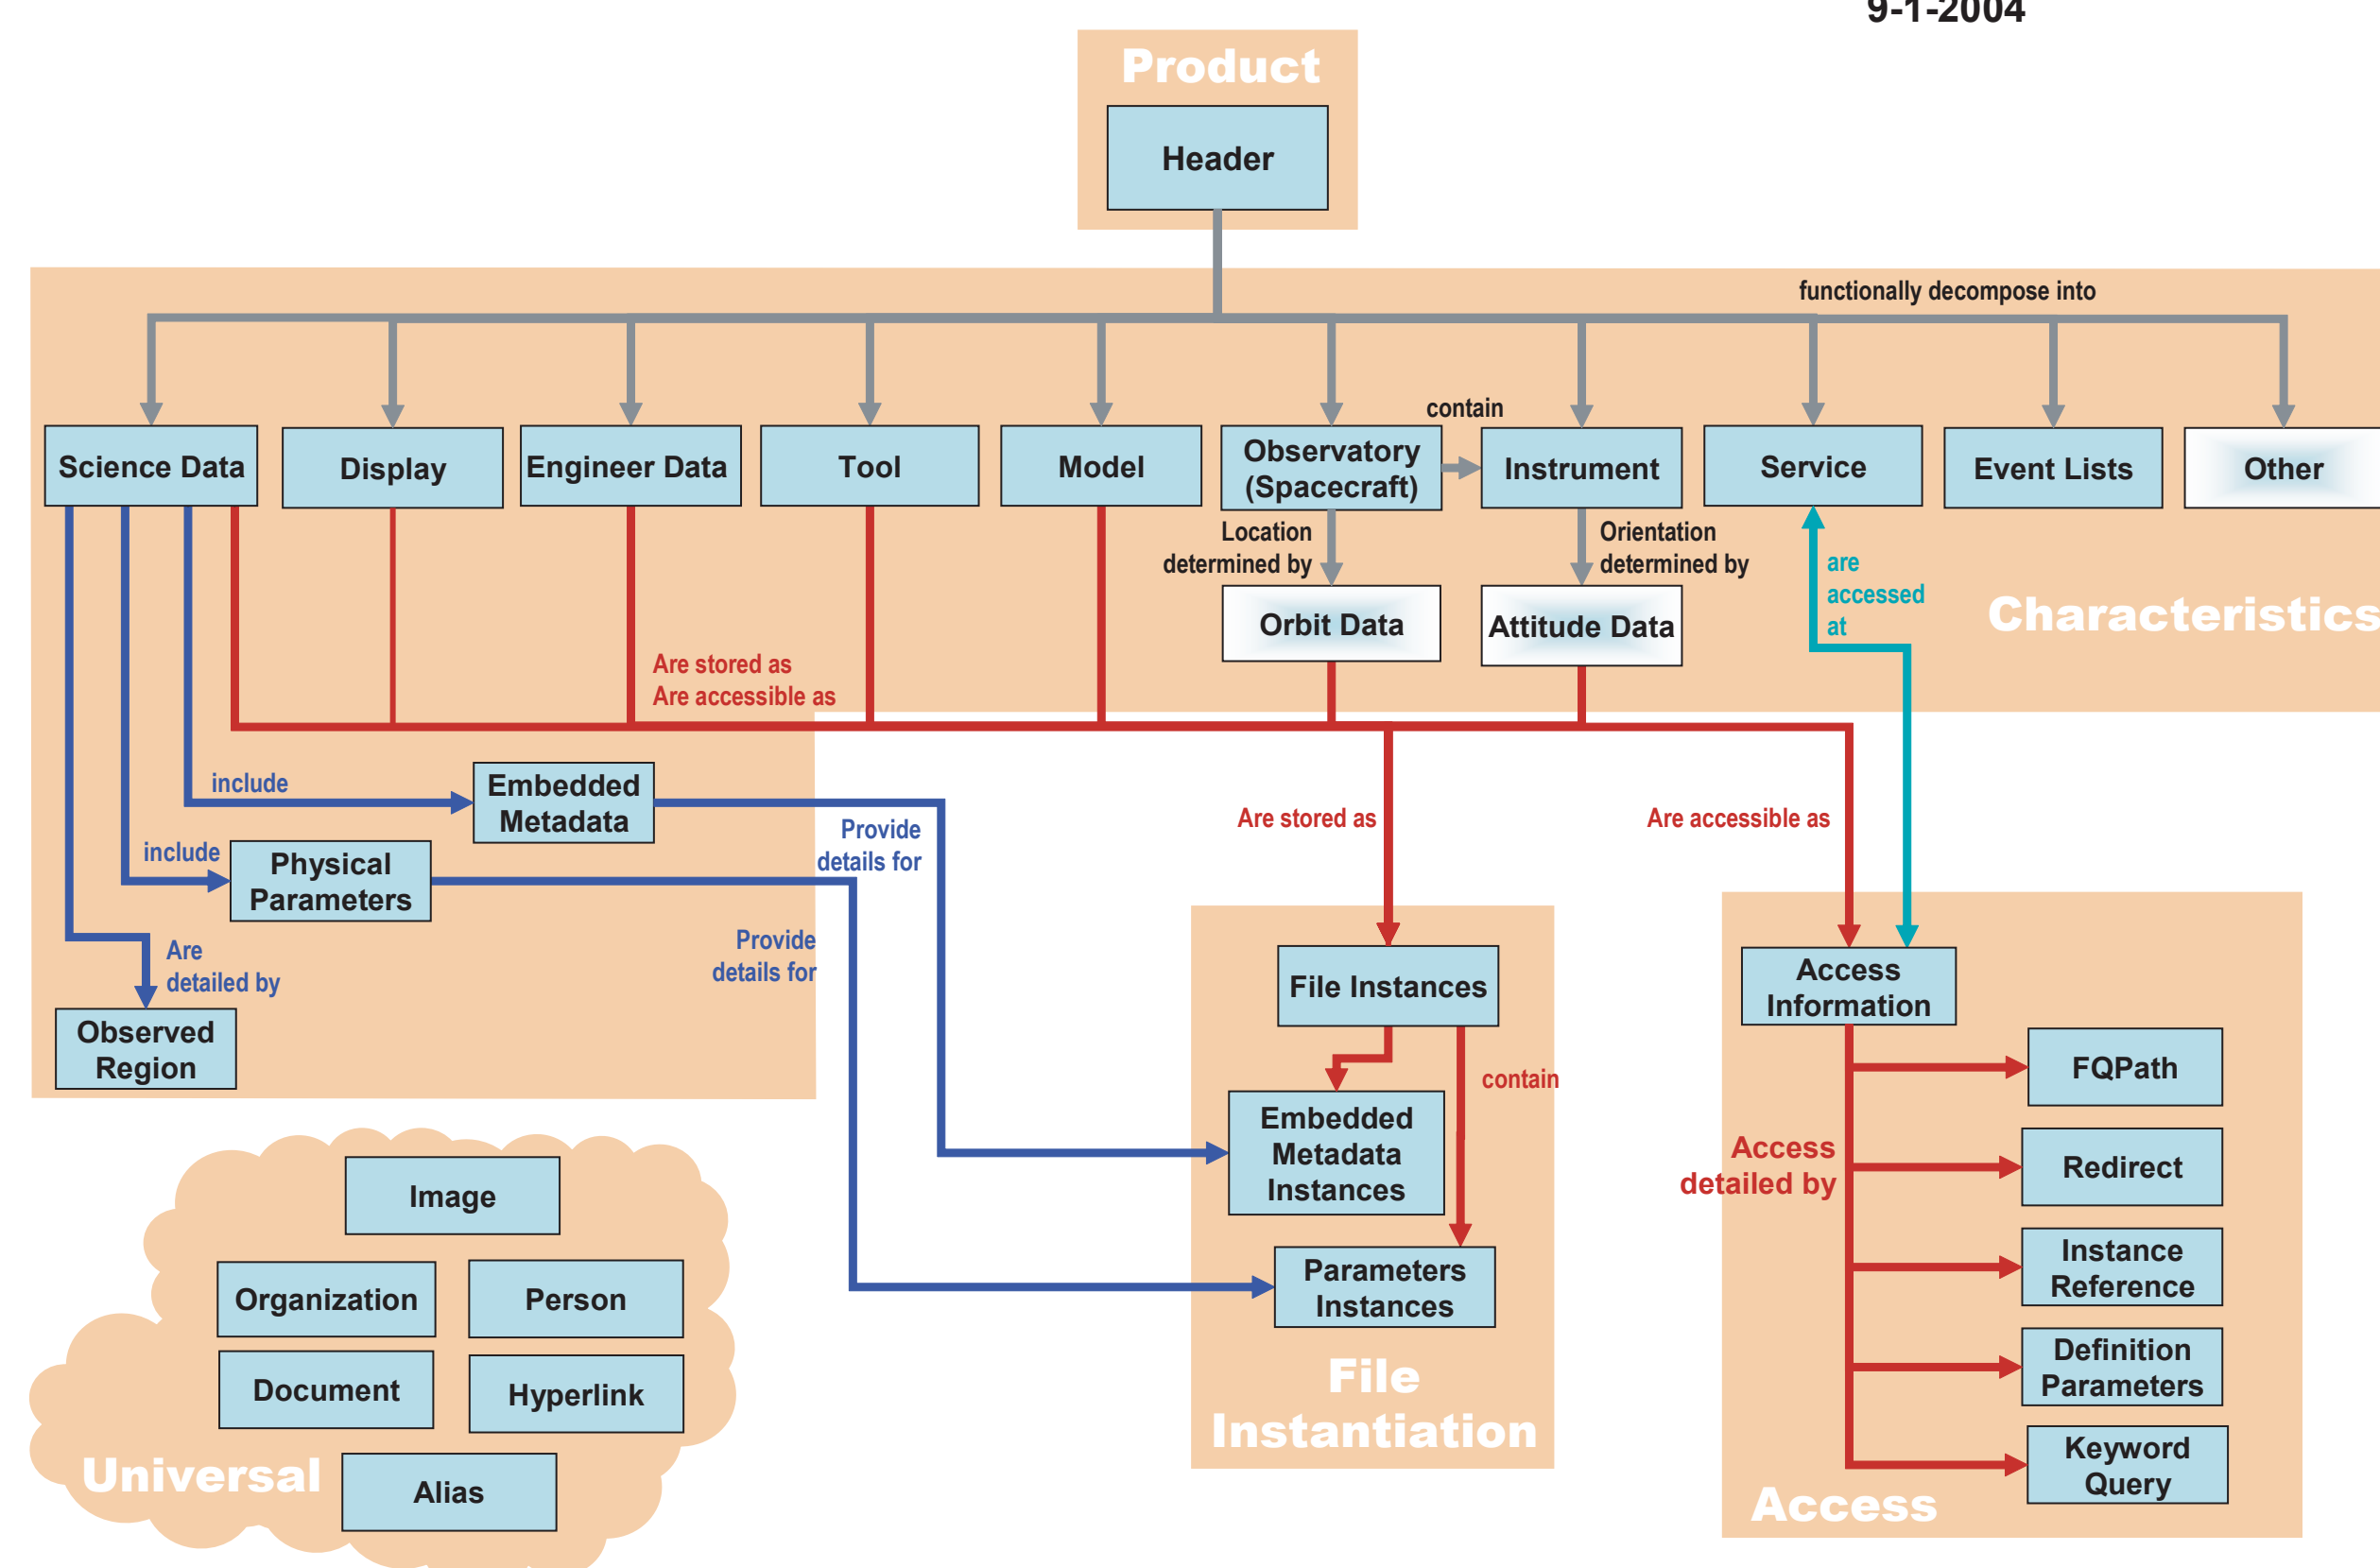 9-1-2004
Product
Header
functionally decompose into
contain
Science Data
Display
Engineer Data
Tool
Model
Observatory
(Spacecraft)
Instrument
Service
Event Lists
Other
Location
determined by
Orientation
determined by
are
accessed
at
Orbit Data
Attitude Data
Characteristics
Are stored as
Are accessible as
include
Embedded
Metadata
Provide
details for
Are stored as
Are accessible as
include
Physical
Parameters
Provide
details for
Are
detailed by
Observed
Region
File Instances
contain
Embedded
Metadata
Instances
Parameters
Instances
File
Instantiation
Access
Information
FQPath
Access
detailed by
Redirect
Instance
Reference
Definition
Parameters
Keyword
Query
Access
Image
Organization
Person
Document
Hyperlink
Universal
Alias